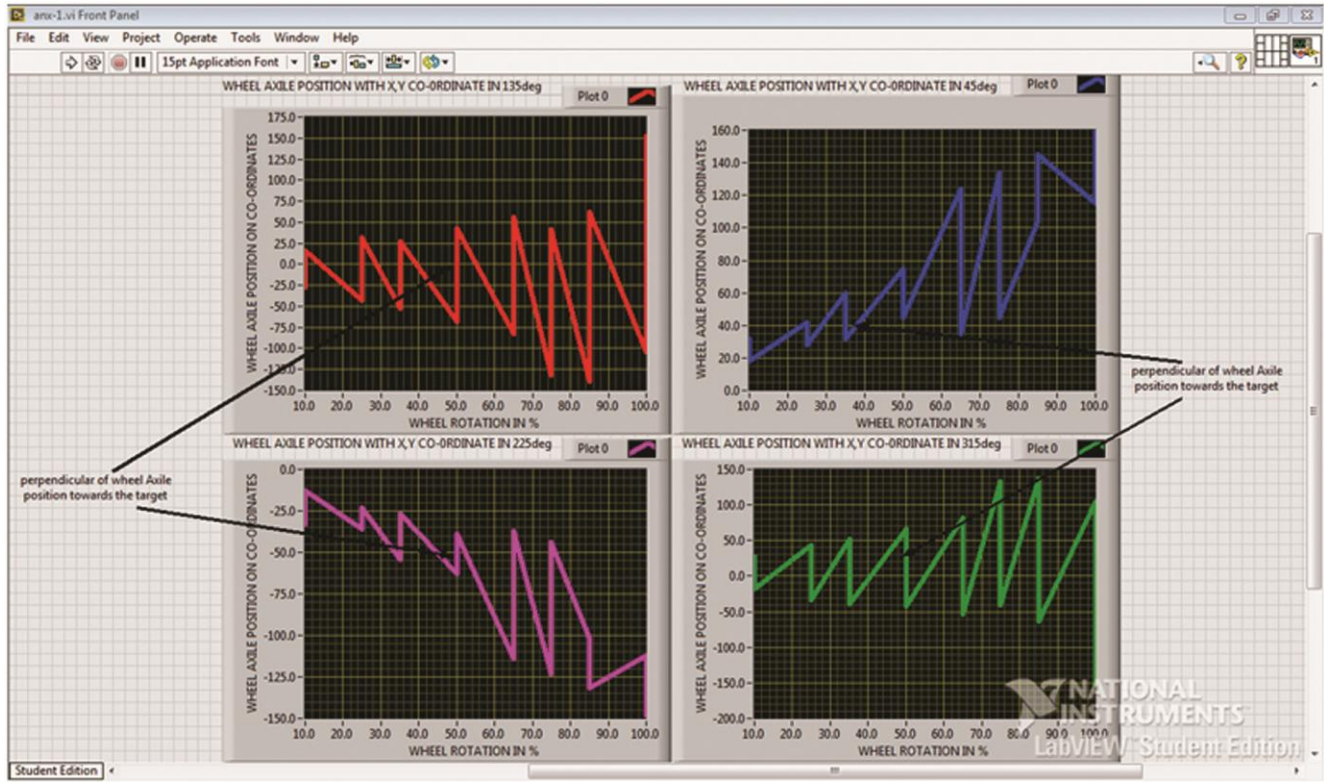 anx-1.vi Front Panel
File Edit View Project Operate Tools Window Help
15pt Application Font
WHEEL AXILE POSITION WITH X,Y CO-0RDINATE IN 135deg
Plot 0
WHEEL AXILE POSITION ON CO-ORDINATES
175.0
150.0
125.0
100.0
75.0
50.0
25.0
0.0
-25.0
-50.0
-75.0
-100.0
-125.0
-150.0
10.0 20.0 30.0 40.0 50.0 60.0 70.0 80.0 90.0 100.0
WHEEL ROTATION IN %
WHEEL AXILE POSITION WITH X,Y CO-0RDINATE IN 45deg
Plot 0
WHEEL AXILE POSITION ON CO-ORDINATES
160.0
140.0
120.0
100.0
80.0
60.0
40.0
20.0
0.0
10.0 20.0 30.0 40.0 50.0 60.0 70.0 80.0 90.0 100.0
WHEEL ROTATION IN %
perpendicular of wheel Axile
position towards the target
WHEEL AXILE POSITION WITH X,Y CO-0RDINATE IN 225deg
Plot 0
WHEEL AXILE POSITION ON CO-ORDINATES
0.0
-25.0
-50.0
-75.0
-100.0
-125.0
-150.0
10.0 20.0 30.0 40.0 50.0 60.0 70.0 80.0 90.0 100.0
WHEEL ROTATION IN %
perpendicular of wheel Axile
position towards the target
WHEEL AXILE POSITION WITH X,Y CO-0RDINATE IN 315deg
Plot 0
WHEEL AXILE POSITION ON CO-ORDINATES
150.0
100.0
50.0
0.0
-50.0
-100.0
-150.0
-200.0
10.0 20.0 30.0 40.0 50.0 60.0 70.0 80.0 90.0 100.0
WHEEL ROTATION IN %
NATIONAL
INSTRUMENTS
LabVIEW Student Edition
Student Edition